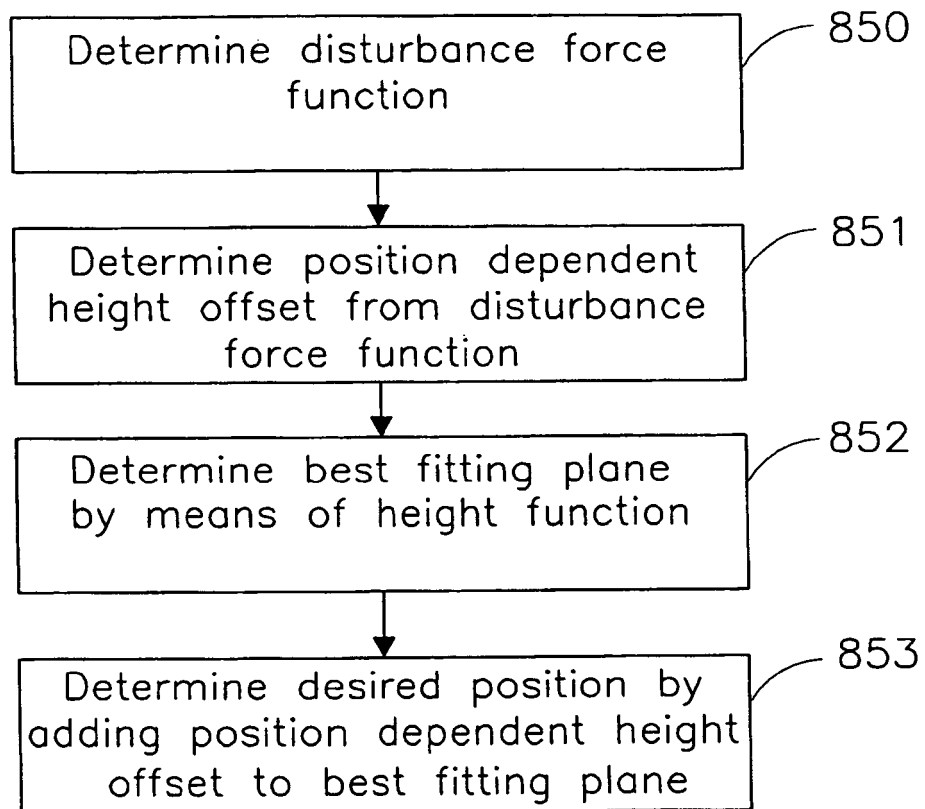 Determine disturbance force
function
850
Determine position dependent
height offset from disturbance
force function
851
Determine best fitting plane
by means of height function
852
Determine desired position by
adding position dependent height
offset to best fitting plane
853